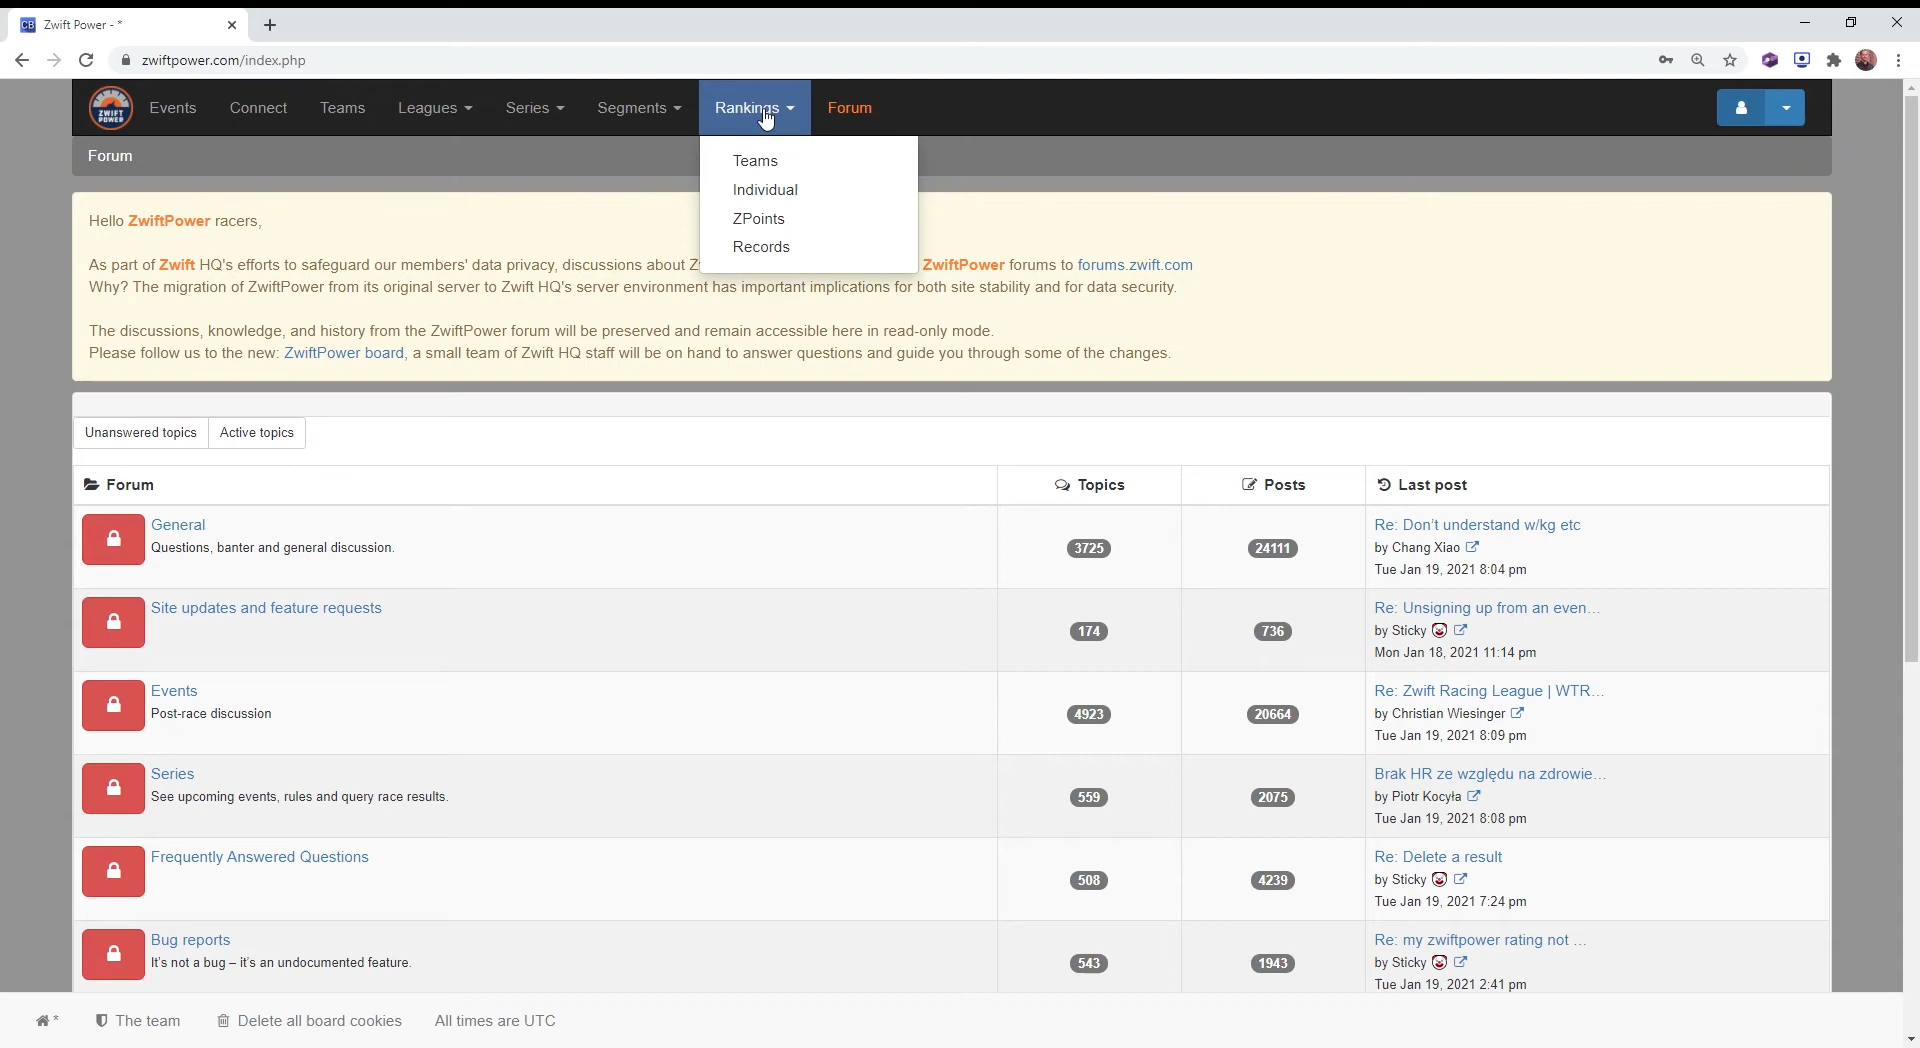 CB Zwift Power - *
zwiftpower.com/index.php
ZWIFT POWER
Events Connect Teams Leagues Series Segments Rankings Forum
Teams
Individual
ZPoints
Records
Forum
Hello ZwiftPower racers,
As part of Zwift HQ's efforts to safeguard our members' data privacy, discussions about Z ZwiftPower forums to forums.zwift.com
Why? The migration of ZwiftPower from its original server to Zwift HQ's server environment has important implications for both site stability and for data security.
The discussions, knowledge, and history from the ZwiftPower forum will be preserved and remain accessible here in read-only mode.
Please follow us to the new: ZwiftPower board, a small team of Zwift HQ staff will be on hand to answer questions and guide you through some of the changes.
Unanswered topics Active topics
Forum Topics Posts Last post
General
Questions, banter and general discussion.
3725 24111
Re: Don't understand w/kg etc
by Chang Xiao
Tue Jan 19, 2021 8:04 pm
Site updates and feature requests
174 736
Re: Unsigning up from an even…
by Sticky
Mon Jan 18, 2021 11:14 pm
Events
Post-race discussion
4923 20664
Re: Zwift Racing League | WTR…
by Christian Wiesinger
Tue Jan 19, 2021 8:09 pm
Series
See upcoming events, rules and query race results.
559 2075
Brak HR ze względu na zdrowie…
by Piotr Kocyła
Tue Jan 19, 2021 8:08 pm
Frequently Answered Questions
508 4239
Re: Delete a result
by Sticky
Tue Jan 19, 2021 7:24 pm
Bug reports
It's not a bug – it's an undocumented feature.
543 1943
Re: my zwiftpower rating not …
by Sticky
Tue Jan 19, 2021 2:41 pm
* The team Delete all board cookies All times are UTC